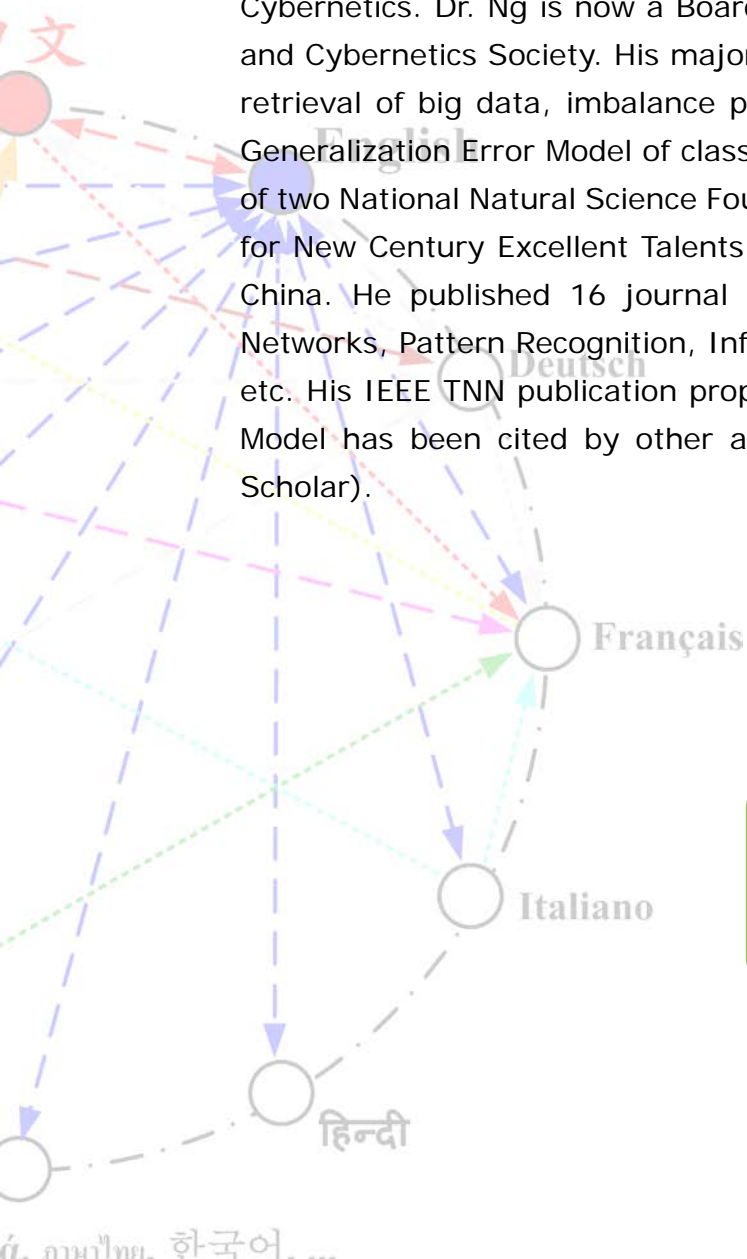 Cybernetics. Dr. Ng is now a Board
and Cybernetics Society. His major
retrieval of big data, imbalance p
Generalization Error Model of class
of two National Natural Science Fou
for New Century Excellent Talents
China. He published 16 journal
Networks, Pattern Recognition, Inf
etc. His IEEE TNN publication prop
Model has been cited by other a
Scholar).
文
English
Deutsch
Français
Italiano
हिन्दी
ภาษาไทย, 한국어, ...